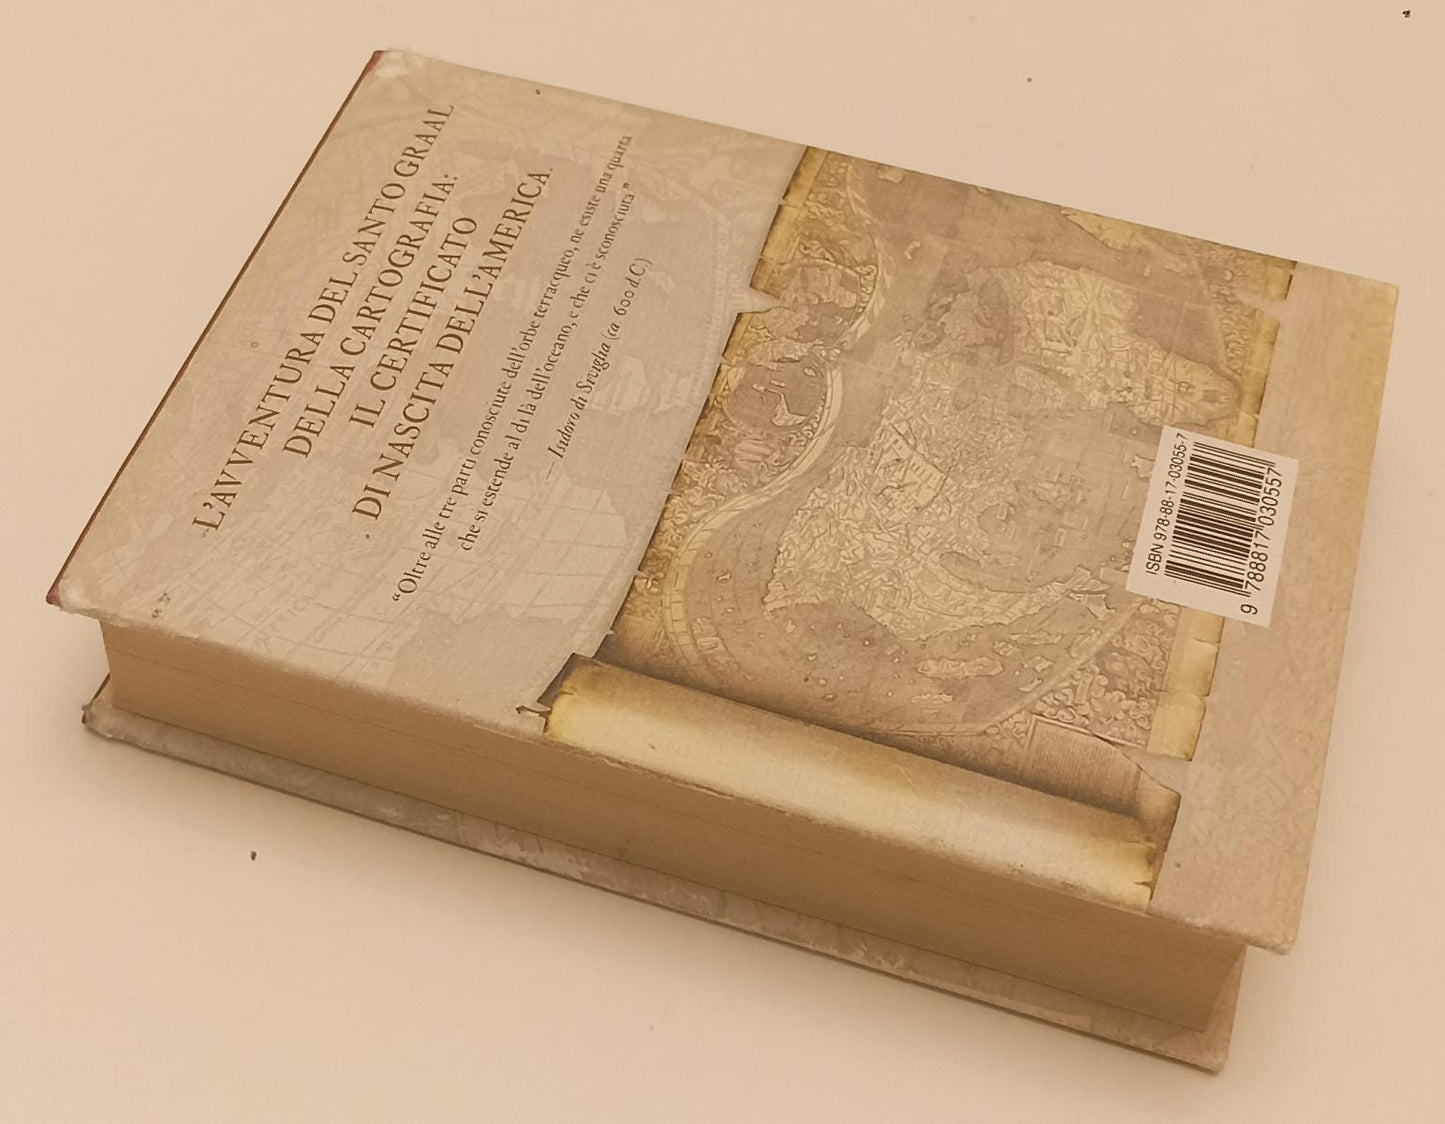 L'AVVENTURA DEL SANTO GRAAL
DELLA CARTOGRAFIA:
IL CERTIFICATO
DI NASCITA DELL'AMERICA.
“Oltre alle tre parti conosciute dell'orbe terracqueo, ne esiste una quarta
che si estende al di là dell'oceano, e che ci è sconosciuta”
— Isidoro di Siviglia (ca. 600 d.C.)
ISBN 978-88-17-03055-7
9 788817 030557